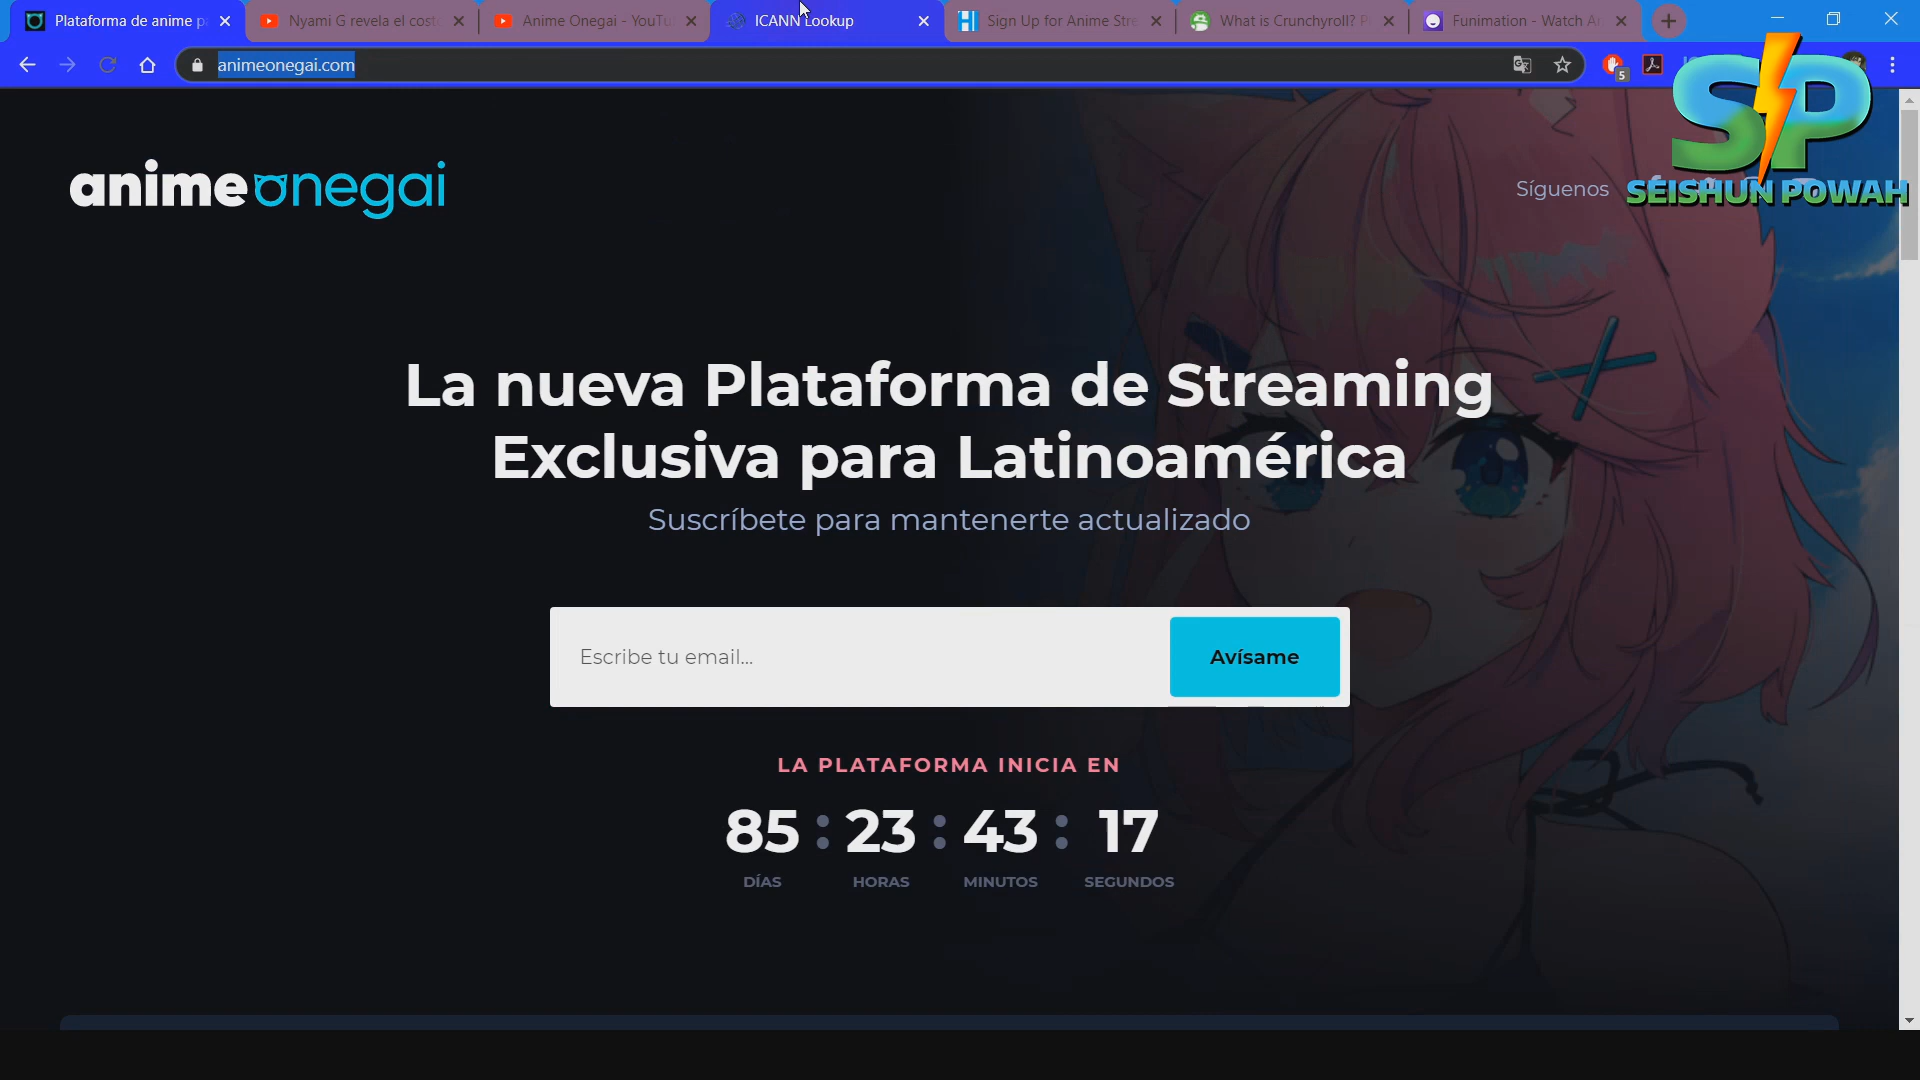 Plataforma de anime p
Nyami G revela el cost
Anime Onegai - YouTu
ICANN Lookup
Sign Up for Anime Stre
What is Crunchyroll? P
Funimation - Watch A
animeonegai.com
5
SP
SEISHUN POWAH
animeonegai
Síguenos
La nueva Plataforma de Streaming
Exclusiva para Latinoamérica
Suscríbete para mantenerte actualizado
Escribe tu email...
Avísame
LA PLATAFORMA INICIA EN
85 : 23 : 43 : 17
DÍAS HORAS MINUTOS SEGUNDOS